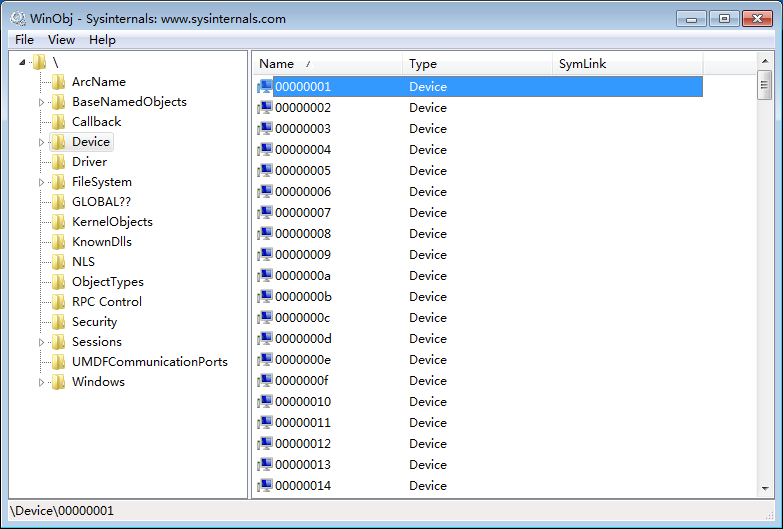 WinObj - Sysinternals: www.sysinternals.com
File View Help
\
ArcName
BaseNamedObjects
Callback
Device
Driver
FileSystem
GLOBAL??
KernelObjects
KnownDlls
NLS
ObjectTypes
RPC Control
Security
Sessions
UMDFCommunicationPorts
Windows
Name / Type SymLink
00000001 Device
00000002 Device
00000003 Device
00000004 Device
00000005 Device
00000006 Device
00000007 Device
00000008 Device
00000009 Device
0000000a Device
0000000b Device
0000000c Device
0000000d Device
0000000e Device
0000000f Device
00000010 Device
00000011 Device
00000012 Device
00000013 Device
00000014 Device
\Device\00000001